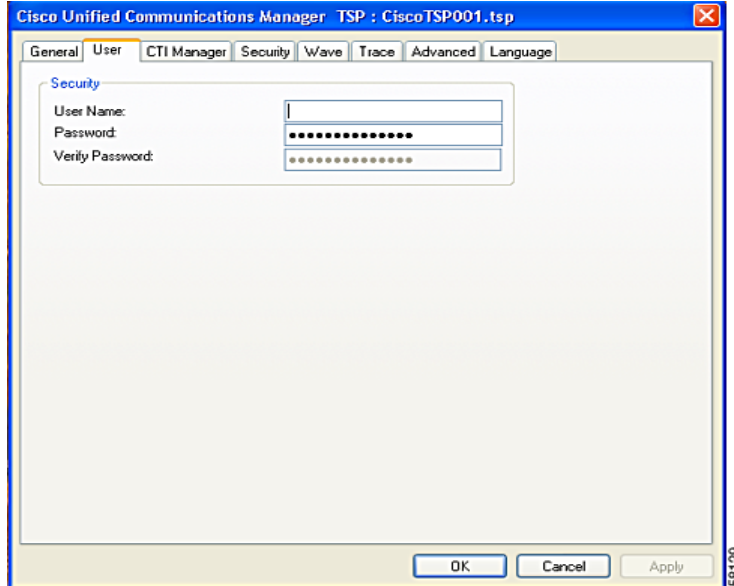 Cisco Unified Communications Manager TSP : CiscoTSP001.tsp
General User CTI Manager Security Wave Trace Advanced Language
Security
User Name:
Password:
Verify Password:
OK Cancel Apply